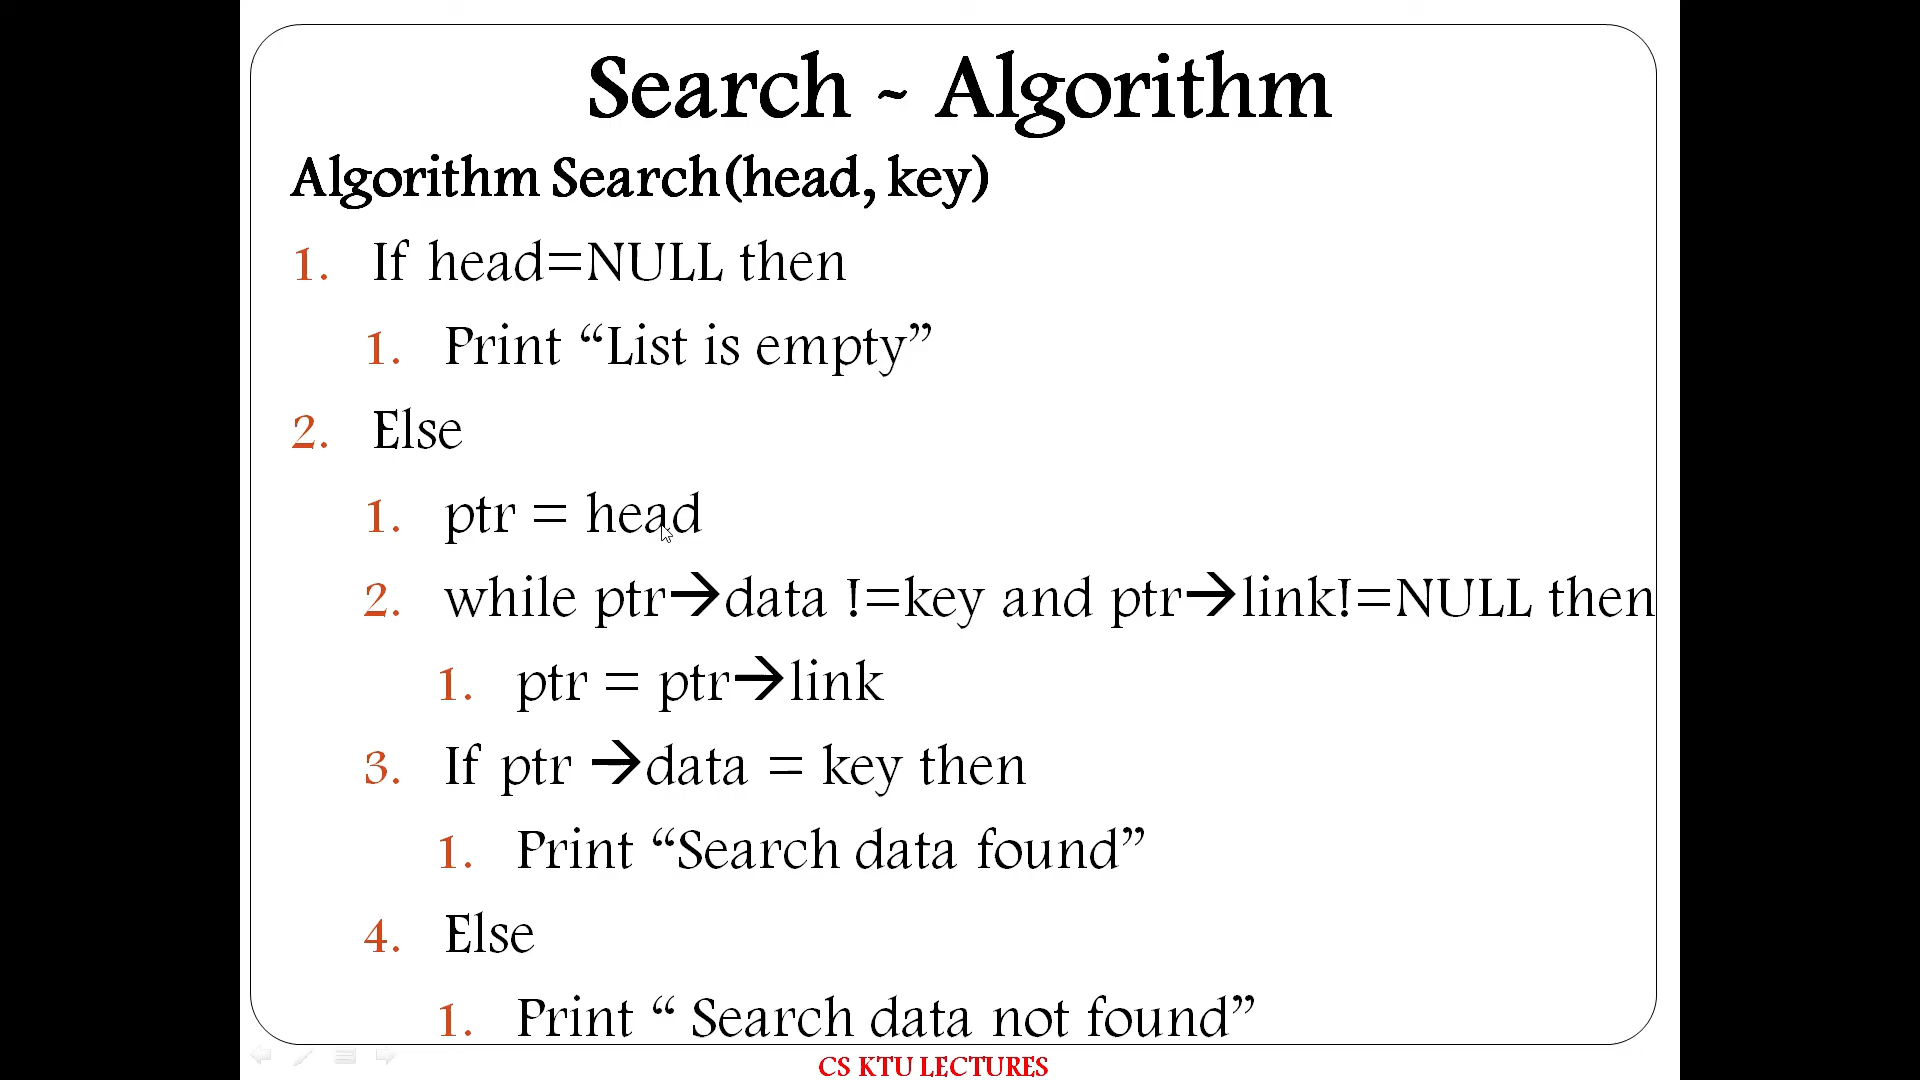 Search ~ Algorithm
Algorithm Search(head, key)
1. If head=NULL then
1. Print “List is empty”
2. Else
1. ptr = head
2. while ptr→data !=key and ptr→link!=NULL then
1. ptr = ptr→link
3. If ptr →data = key then
1. Print “Search data found”
4. Else
1. Print “ Search data not found”
CS KTU LECTURES